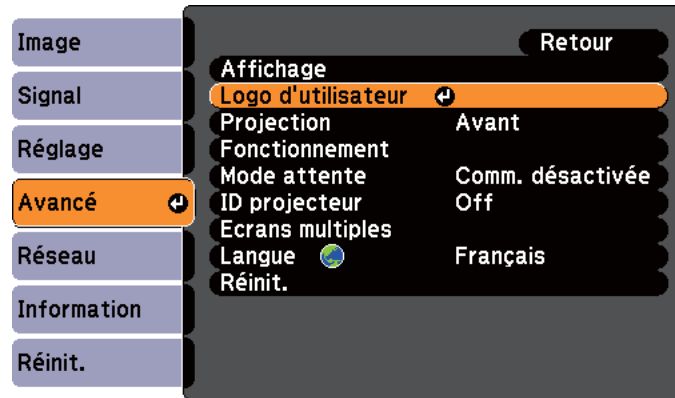 Image
Signal
Réglage
Avancé
Réseau
Information
Réinit.
Retour
Affichage
Logo d'utilisateur
Projection Avant
Fonctionnement
Mode attente Comm. désactivée
ID projecteur Off
Ecrans multiples
Langue Français
Réinit.